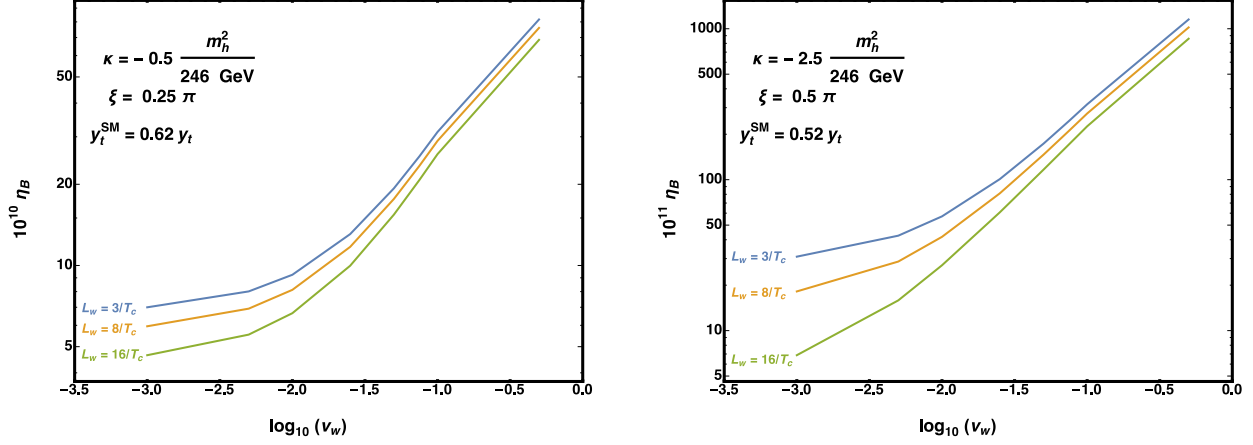 κ = − 0.5 m_h^2 / 246 GeV
ξ = 0.25 π
y_t^SM = 0.62 y_t
50
20
10
5
10^10 η_B
L_w = 3/T_c
L_w = 8/T_c
L_w = 16/T_c
−3.5 −3.0 −2.5 −2.0 −1.5 −1.0 −0.5 0.0
log_10 (v_w)
κ = − 2.5 m_h^2 / 246 GeV
ξ = 0.5 π
y_t^SM = 0.52 y_t
1000
500
100
50
10
5
10^11 η_B
L_w = 3/T_c
L_w = 8/T_c
L_w = 16/T_c
−3.5 −3.0 −2.5 −2.0 −1.5 −1.0 −0.5 0.0
log_10 (v_w)